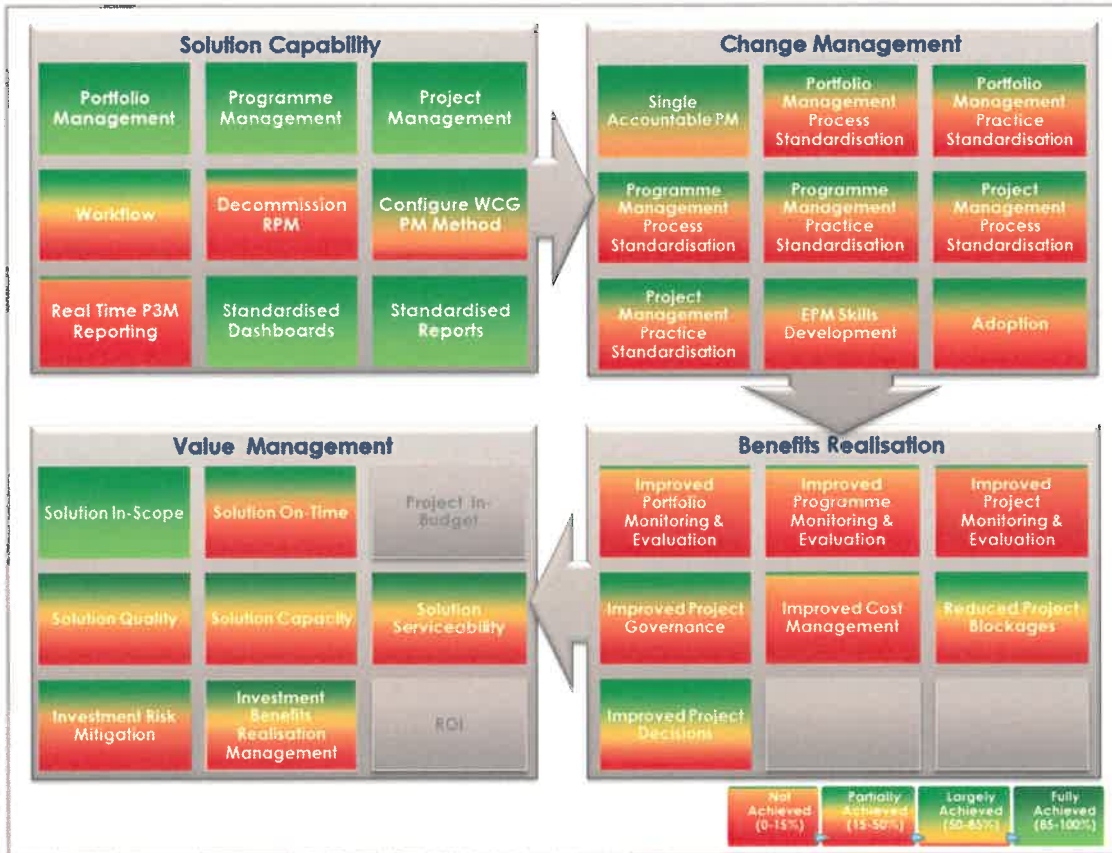 Solution Capability
Portfolio
Management
Programme
Management
Project
Management
Workflow
Decommission
RPM
Configure WCG
PM Method
Real Time P3M
Reporting
Standardised
Dashboards
Standardised
Reports
Change Management
Single
Accountable PM
Portfolio
Management
Process
Standardisation
Portfolio
Management
Practice
Standardisation
Programme
Management
Process
Standardisation
Programme
Management
Practice
Standardisation
Project
Management
Process
Standardisation
Project
Management
Practice
Standardisation
EPM Skills
Development
Adoption
Value Management
Solution In-Scope
Solution On-Time
Project In-
Budget
Solution Quality
Solution Capacity
Solution
Serviceability
Investment Risk
Mitigation
Investment
Benefits
Realisation
Management
ROI
Benefits Realisation
Improved
Portfolio
Monitoring &
Evaluation
Improved
Programme
Monitoring &
Evaluation
Improved
Project
Monitoring &
Evaluation
Improved Project
Governance
Improved Cost
Management
Reduced Project
Blockages
Improved Project
Decisions
Not
Achieved
(0-15%)
Partially
Achieved
(15-50%)
Largely
Achieved
(50-85%)
Fully
Achieved
(85-100%)